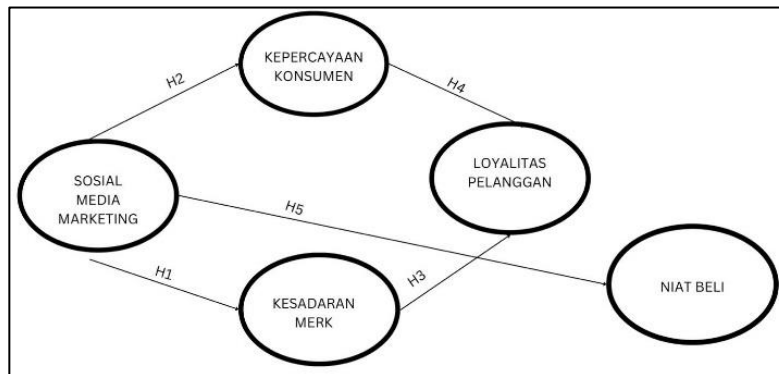 KEPERCAYAAN
KONSUMEN
H2
H4
SOSIAL
MEDIA
MARKETING
LOYALITAS
PELANGGAN
H5
H1
H3
KESADARAN
MERK
NIAT BELI